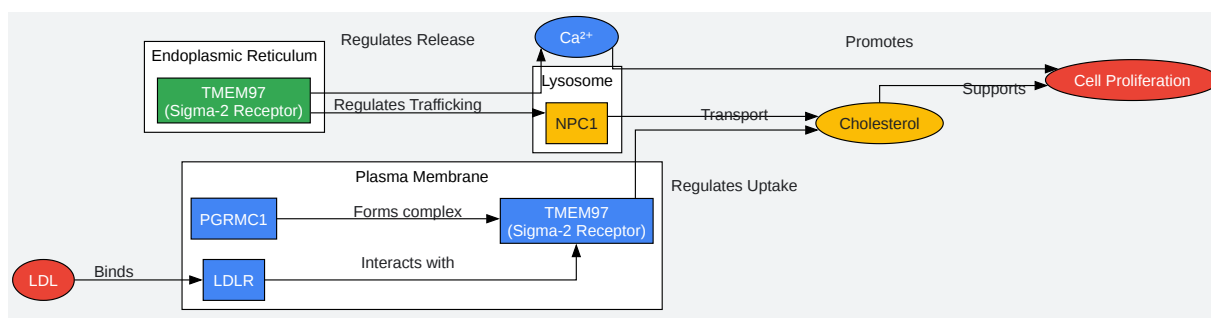 Regulates Release
Ca²⁺
Promotes
Endoplasmic Reticulum
Lysosome
Cell Proliferation
TMEM97
(Sigma-2 Receptor)
Regulates Trafficking
NPC1
Transport
Cholesterol
Supports
Plasma Membrane
Regulates Uptake
PGRMC1
Forms complex
TMEM97
(Sigma-2 Receptor)
LDL
Binds
LDLR
Interacts with